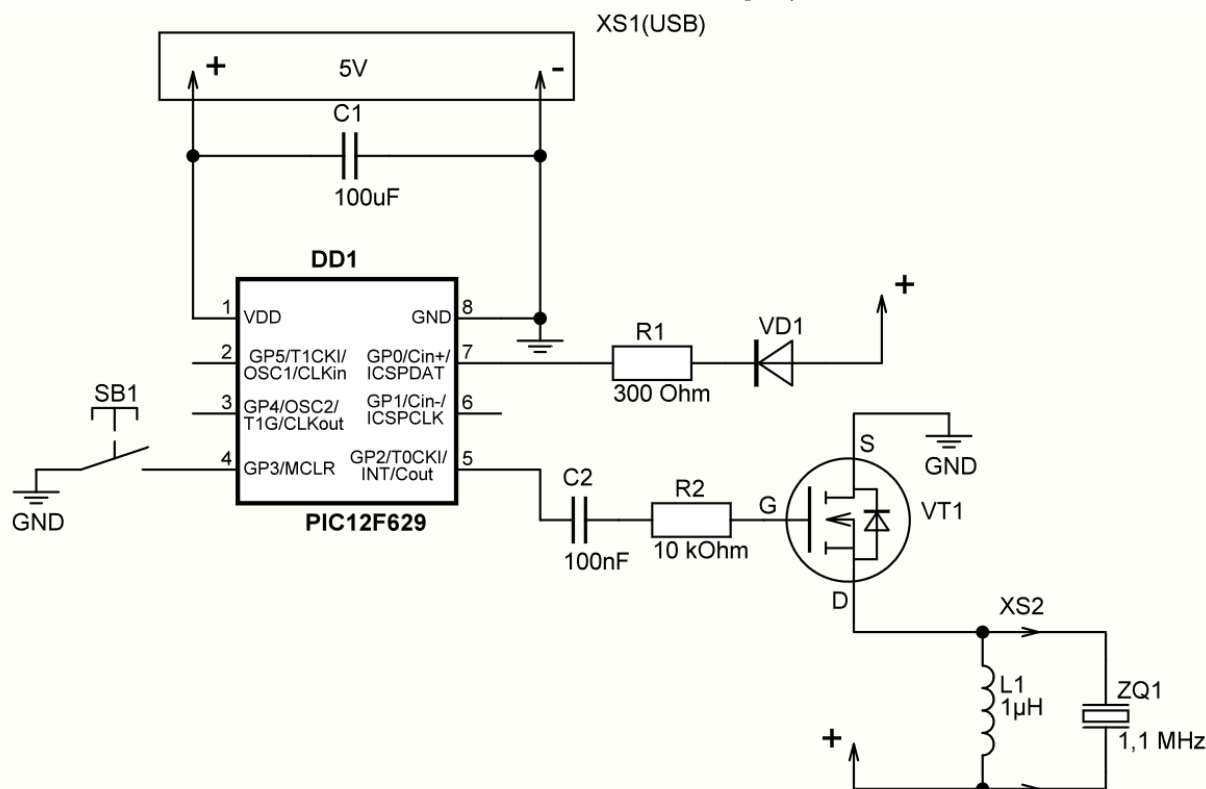 XS1(USB)
+
5V
-
C1
100uF
DD1
1
VDD
GND
8
2
GP5/T1CKI/
OSC1/CLKin
GP0/Cin+/
ICSPDAT
7
3
GP4/OSC2/
T1G/CLKout
GP1/Cin-/
ICSPCLK
6
4
GP3/MCLR
GP2/T0CKI/
INT/Cout
5
PIC12F629
SB1
GND
R1
300 Ohm
VD1
+
C2
100nF
R2
10 kOhm
G
S
GND
VT1
D
XS2
L1
1µH
ZQ1
1,1 MHz
+